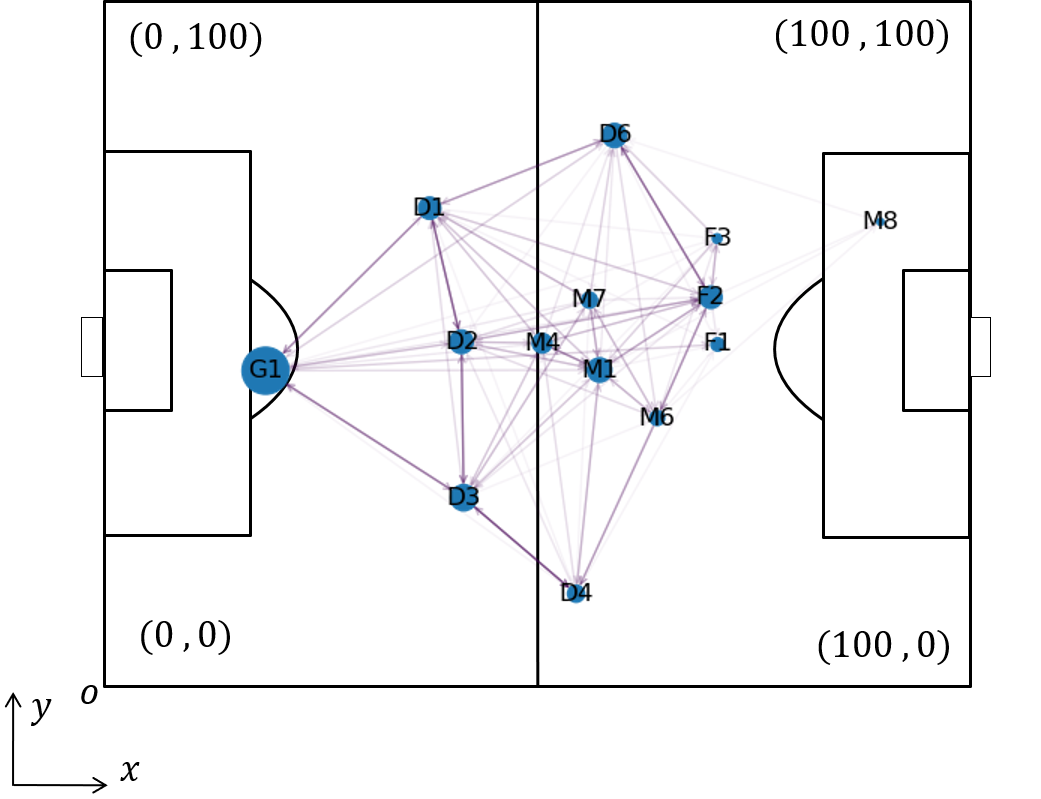 (0 , 100)
(100 , 100)
D6
D1
F3
M8
M7
F2
D2
M4
F1
G1
M1
M6
D3
D4
(0 , 0)
(100 , 0)
o
y
x